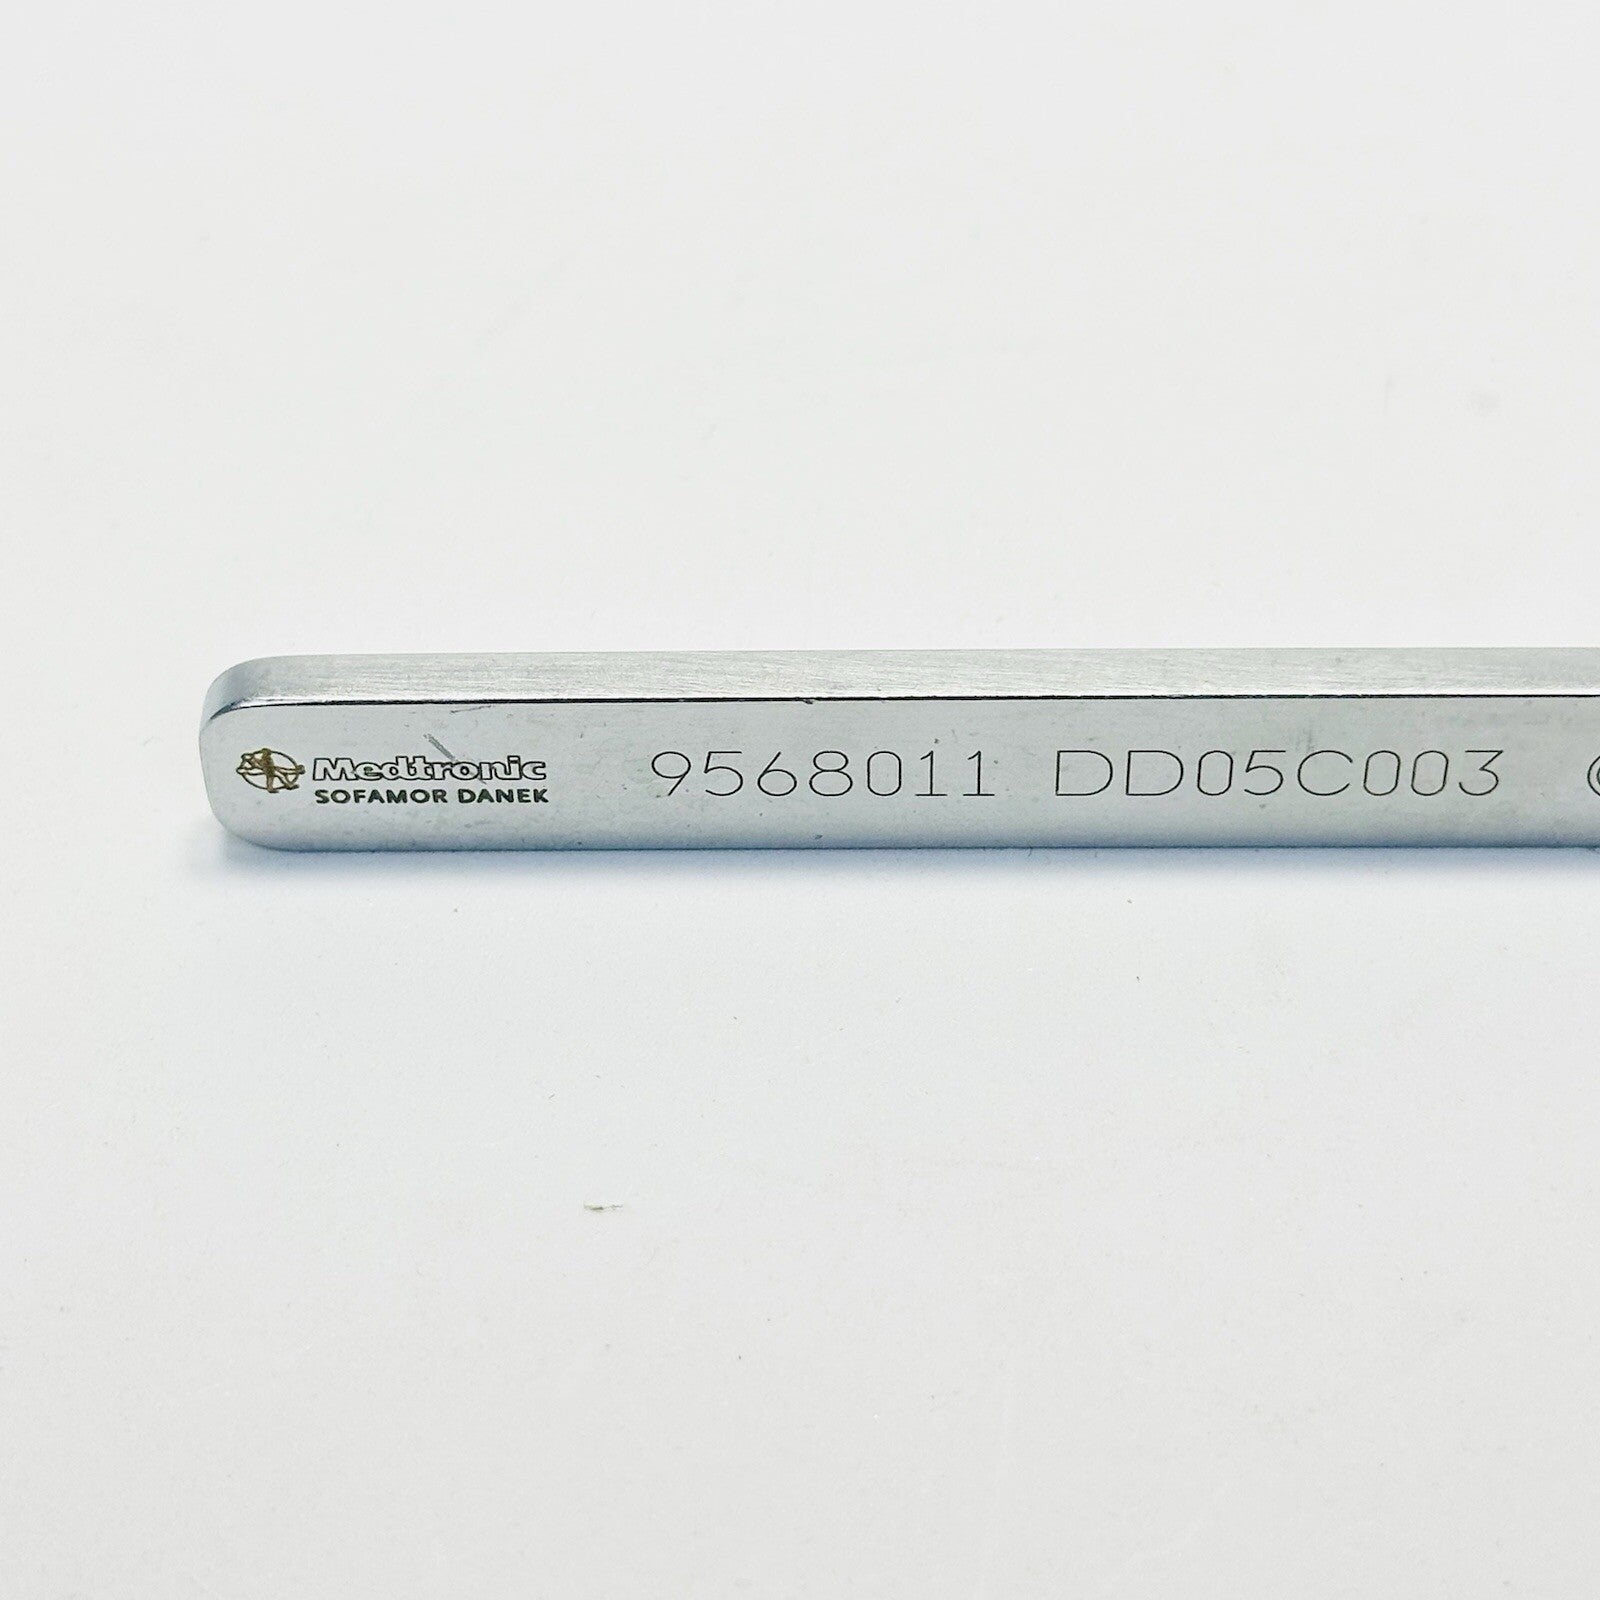 Medtronic
SOFAMOR DANEK
9568011 DD05C003